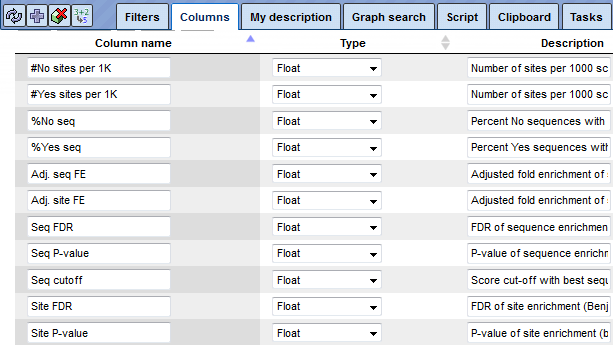 3+2
↳5
Filters Columns My description Graph search Script Clipboard Tasks
Column name Type Description
#No sites per 1K Float Number of sites per 1000 sc
#Yes sites per 1K Float Number of sites per 1000 sc
%No seq Float Percent No sequences with
%Yes seq Float Percent Yes sequences with
Adj. seq FE Float Adjusted fold enrichment of
Adj. site FE Float Adjusted fold enrichment of
Seq FDR Float FDR of sequence enrichmen
Seq P-value Float P-value of sequence enrichm
Seq cutoff Float Score cut-off with best sequ
Site FDR Float FDR of site enrichment (Benj
Site P-value Float P-value of site enrichment (b